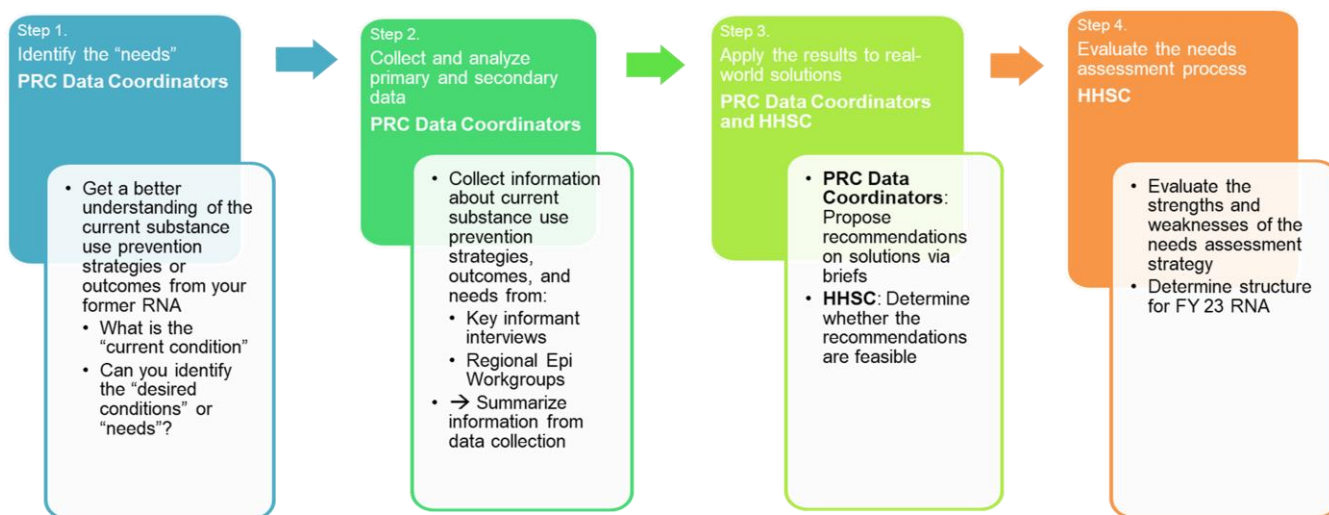 Step 1.
Identify the “needs”
PRC Data Coordinators
• Get a better
understanding of the
current substance
use prevention
strategies or
outcomes from your
former RNA
• What is the
“current condition”
• Can you identify
the “desired
conditions” or
“needs”?
Step 2.
Collect and analyze
primary and secondary
data
PRC Data Coordinators
• Collect information
about current
substance use
prevention
strategies,
outcomes, and
needs from:
• Key informant
interviews
• Regional Epi
Workgroups
• → Summarize
information from
data collection
Step 3.
Apply the results to real-
world solutions
PRC Data Coordinators
and HHSC
• PRC Data
Coordinators:
Propose
recommendations
on solutions via
briefs
• HHSC: Determine
whether the
recommendations
are feasible
Step 4.
Evaluate the needs
assessment process
HHSC
• Evaluate the
strengths and
weaknesses of the
needs assessment
strategy
• Determine structure
for FY 23 RNA